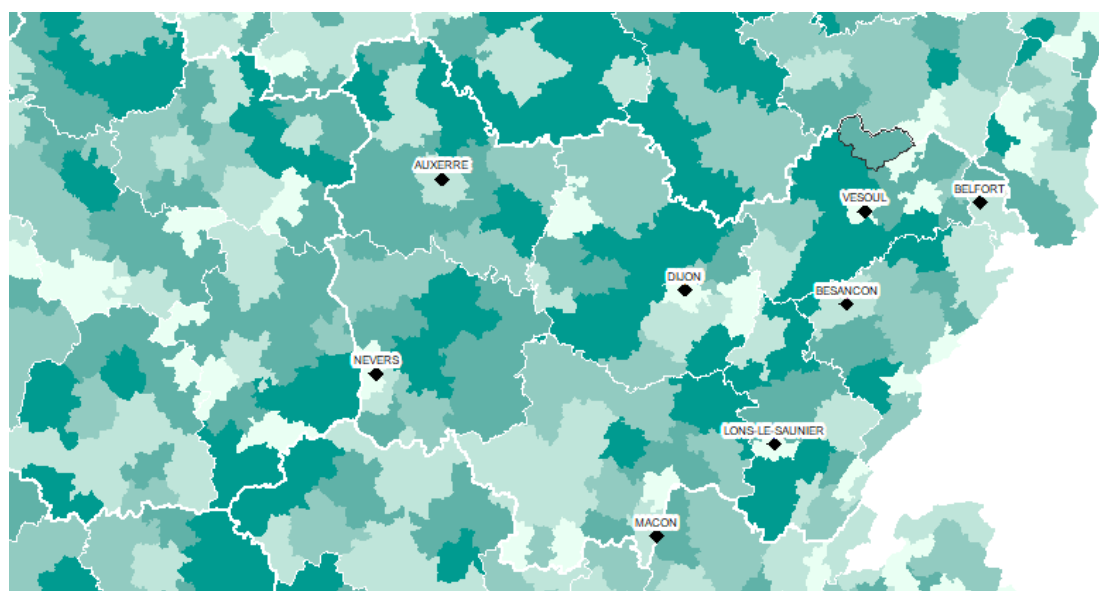 AUXERRE
BELFORT
VESOUL
DIJON
BESANCON
NEVERS
LONS-LE-SAUNIER
MACON